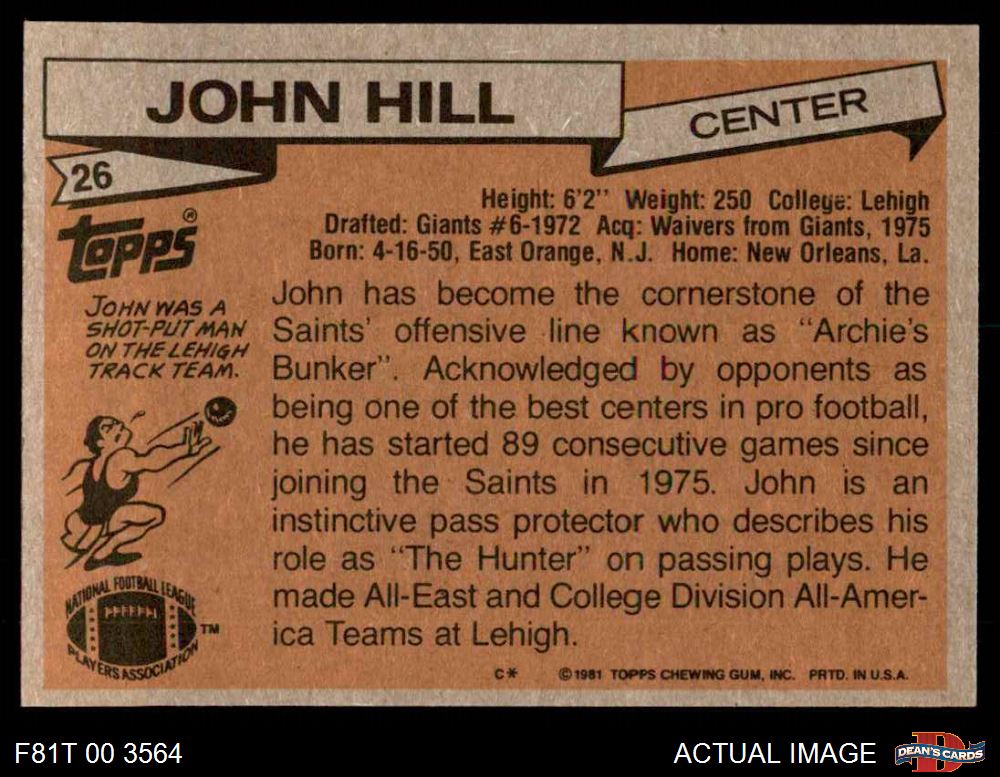 JOHN HILL
CENTER
26
Topps®
Height: 6'2'' Weight: 250 College: Lehigh
Drafted: Giants #6-1972 Acq: Waivers from Giants, 1975
Born: 4-16-50, East Orange, N.J. Home: New Orleans, La.
JOHN WAS A
SHOT-PUT MAN
ON THE LEHIGH
TRACK TEAM.
John has become the cornerstone of the
Saints' offensive line known as "Archie's
Bunker". Acknowledged by opponents as
being one of the best centers in pro football,
he has started 89 consecutive games since
joining the Saints in 1975. John is an
instinctive pass protector who describes his
role as "The Hunter" on passing plays. He
made All-East and College Division All-Amer-
ica Teams at Lehigh.
NATIONAL FOOTBALL LEAGUE
PLAYERS ASSOCIATION
TM
C* ©1981 TOPPS CHEWING GUM, INC. PRTD. IN U.S.A.
F81T 00 3564
ACTUAL IMAGE
D
DEAN'S CARDS